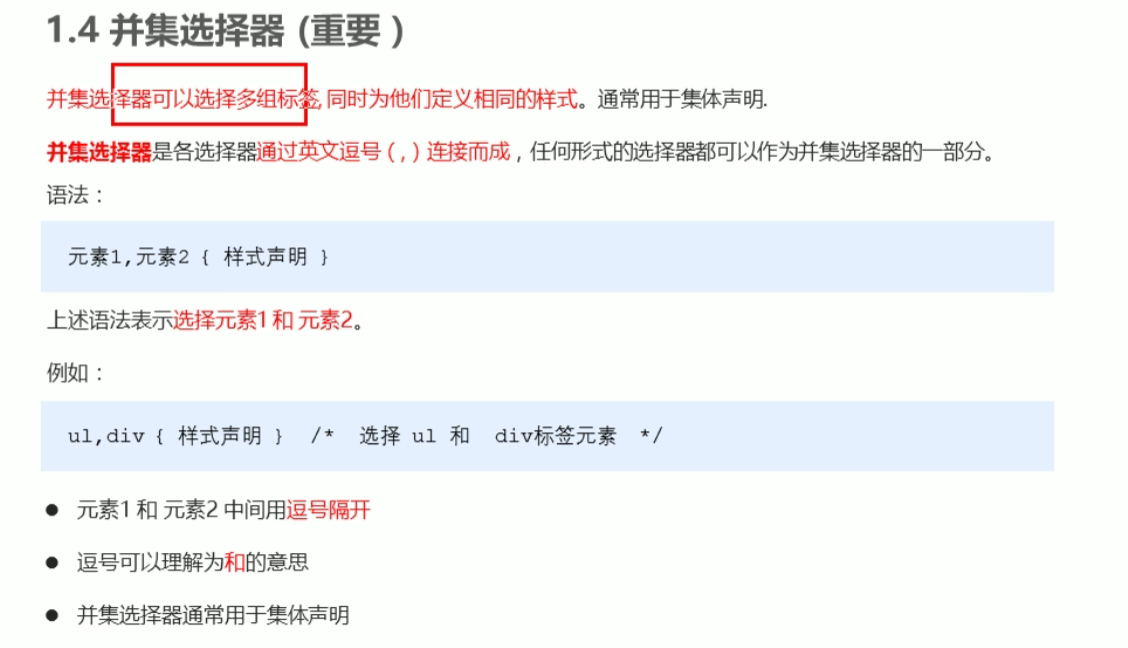 1.4 并集选择器 (重要 )
并集选择器可以选择多组标签, 同时为他们定义相同的样式。通常用于集体声明.
并集选择器是各选择器通过英文逗号 ( , ) 连接而成 , 任何形式的选择器都可以作为并集选择器的一部分。
语法 :
元素1,元素2 { 样式声明 }
上述语法表示选择元素1 和 元素2。
例如 :
ul,div { 样式声明 }  /*  选择 ul 和  div标签元素  */
● 元素1 和 元素2 中间用逗号隔开
● 逗号可以理解为和的意思
● 并集选择器通常用于集体声明